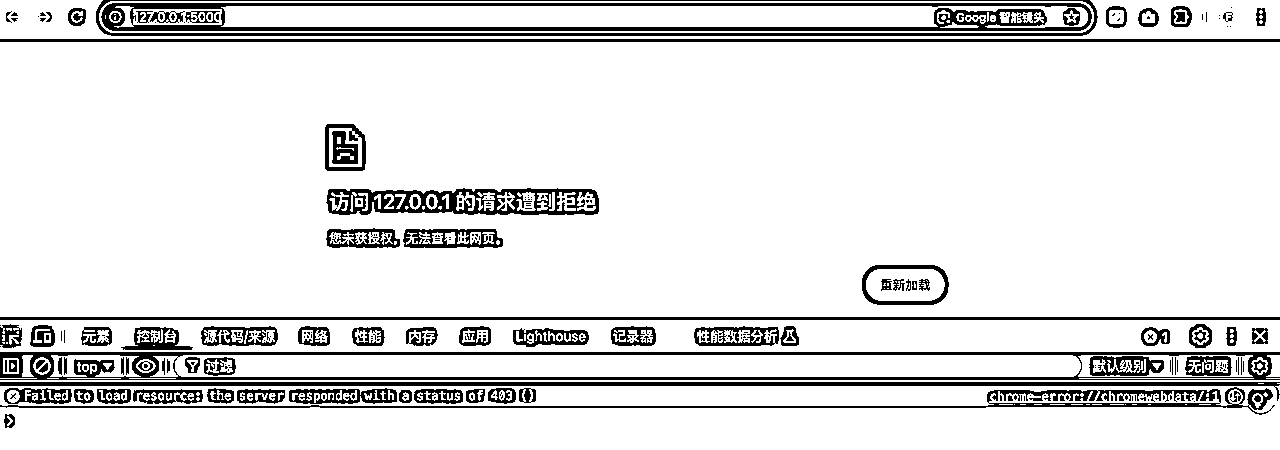 127.0.0.1:5000 Google 智能镜头
访问 127.0.0.1 的请求遭到拒绝
您未获授权，无法查看此网页。
重新加载
元素 控制台 源代码/来源 网络 性能 内存 应用 Lighthouse 记录器 性能数据分析 1
top 过滤 默认级别 无问题
Failed to load resource: the server responded with a status of 403 () chrome-error://chromewebdata/:1